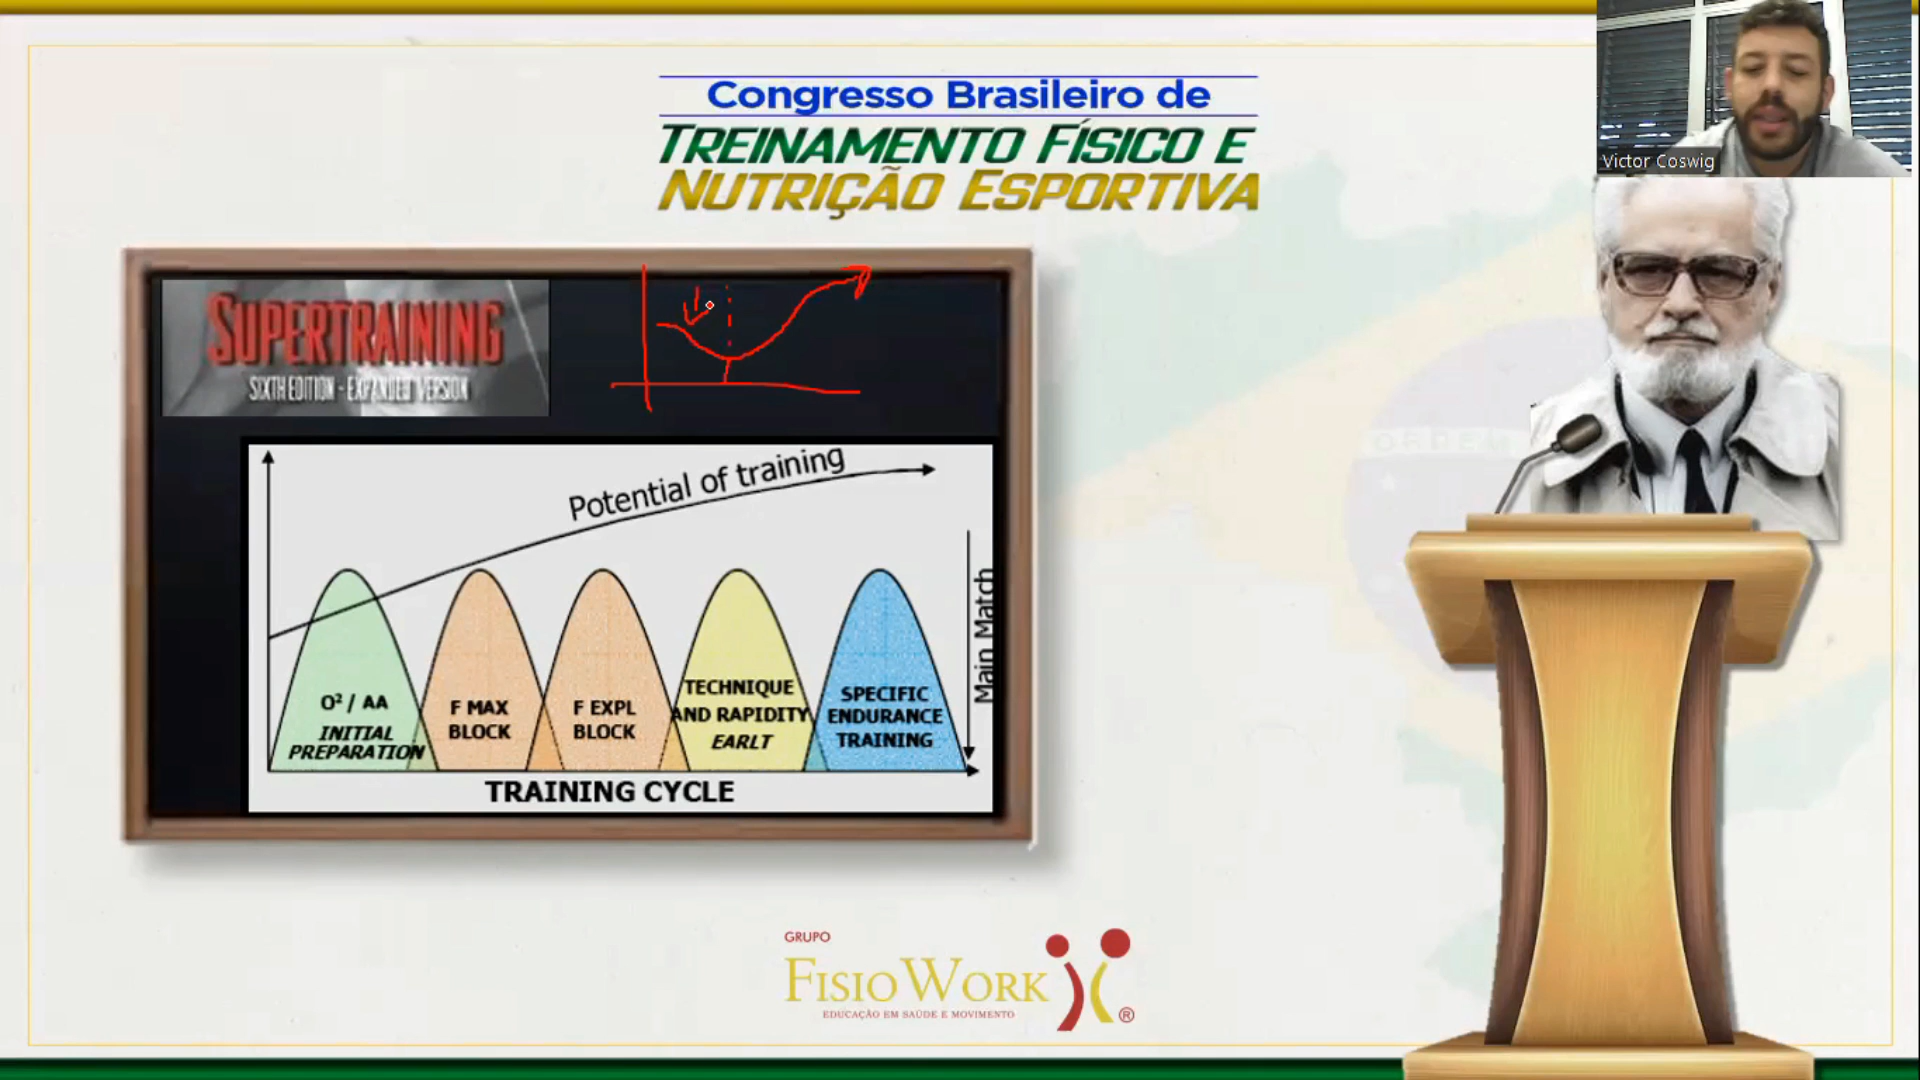 Congresso Brasileiro de
TREINAMENTO FÍSICO E
NUTRIÇÃO ESPORTIVA
Victor Coswig
SUPERTRAINING
SIXTH EDITION - EXPANDED VERSION
Potential of training
O² / AA
INITIAL
PREPARATION
F MAX
BLOCK
F EXPL
BLOCK
TECHNIQUE
AND RAPIDITY
EARLT
SPECIFIC
ENDURANCE
TRAINING
Main Match
TRAINING CYCLE
ORDEM
GRUPO
FISIOWORK
EDUCAÇÃO EM SAÚDE E MOVIMENTO
®